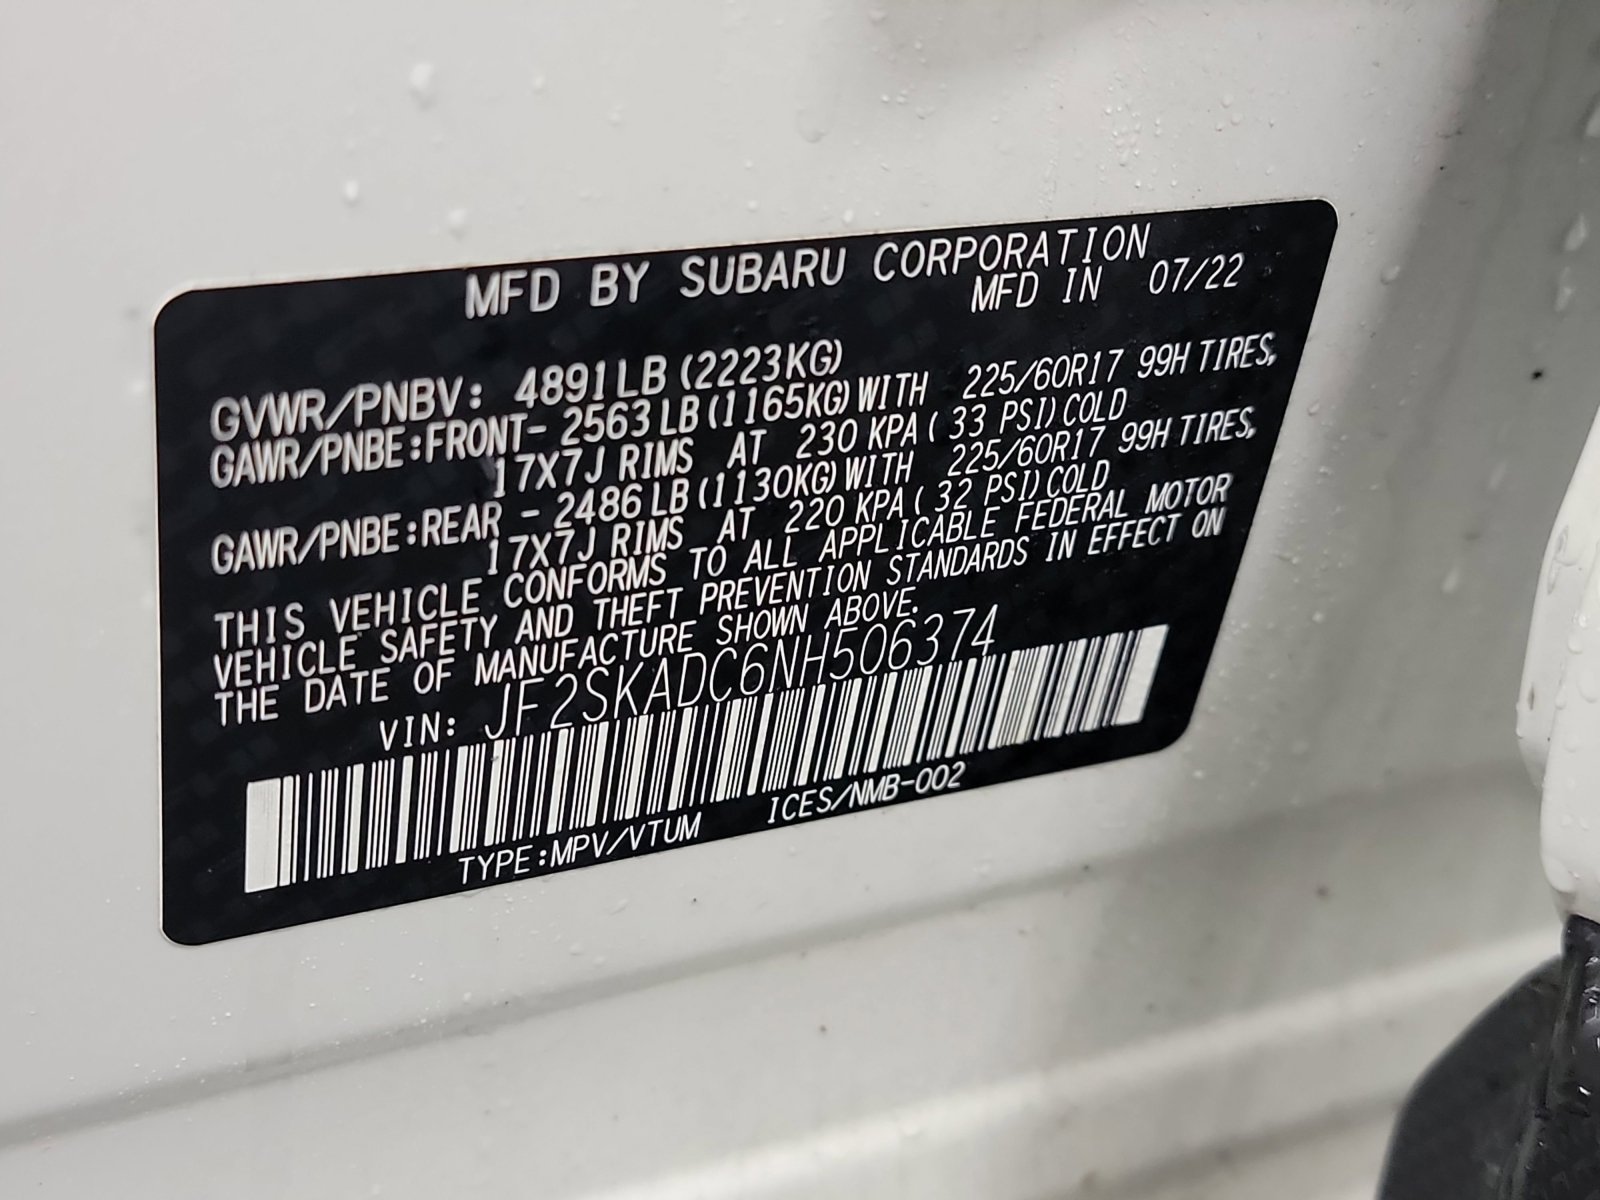 MFD BY SUBARU CORPORATION
MFD IN 07/22
GVWR/PNBV: 4891LB (2223KG)
GAWR/PNBE:FRONT- 2563LB(1165KG)WITH 225/60R17 99H TIRES,
17X7J RIMS AT 230 KPA( 33 PSI)COLD
GAWR/PNBE:REAR - 2486LB(1130KG)WITH 225/60R17 99H TIRES,
17X7J RIMS AT 220 KPA( 32 PSI)COLD
THIS VEHICLE CONFORMS TO ALL APPLICABLE FEDERAL MOTOR
VEHICLE SAFETY AND THEFT PREVENTION STANDARDS IN EFFECT ON
THE DATE OF MANUFACTURE SHOWN ABOVE.
VIN: JF2SKADC6NH506374
TYPE:MPV/VTUM ICES/NMB-002